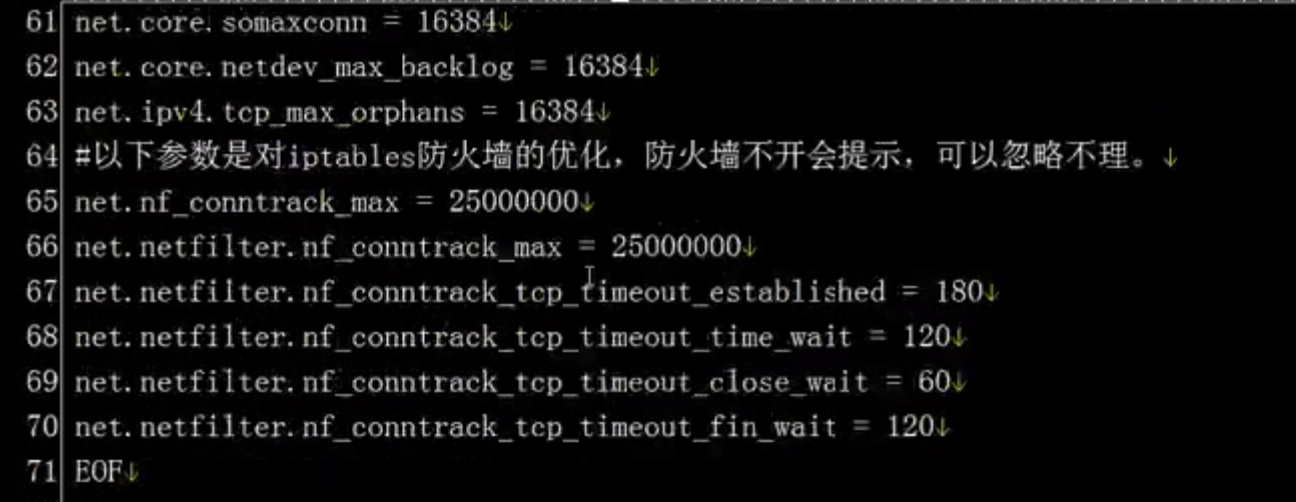 61 net.core.somaxconn = 16384↓
62 net.core.netdev_max_backlog = 16384↓
63 net.ipv4.tcp_max_orphans = 16384↓
64 #以下参数是对iptables防火墙的优化，防火墙不开会提示，可以忽略不理。↓
65 net.nf_conntrack_max = 25000000↓
66 net.netfilter.nf_conntrack_max = 25000000↓
67 net.netfilter.nf_conntrack_tcp_timeout_established = 180↓
68 net.netfilter.nf_conntrack_tcp_timeout_time_wait = 120↓
69 net.netfilter.nf_conntrack_tcp_timeout_close_wait = 60↓
70 net.netfilter.nf_conntrack_tcp_timeout_fin_wait = 120↓
71 EOF↓